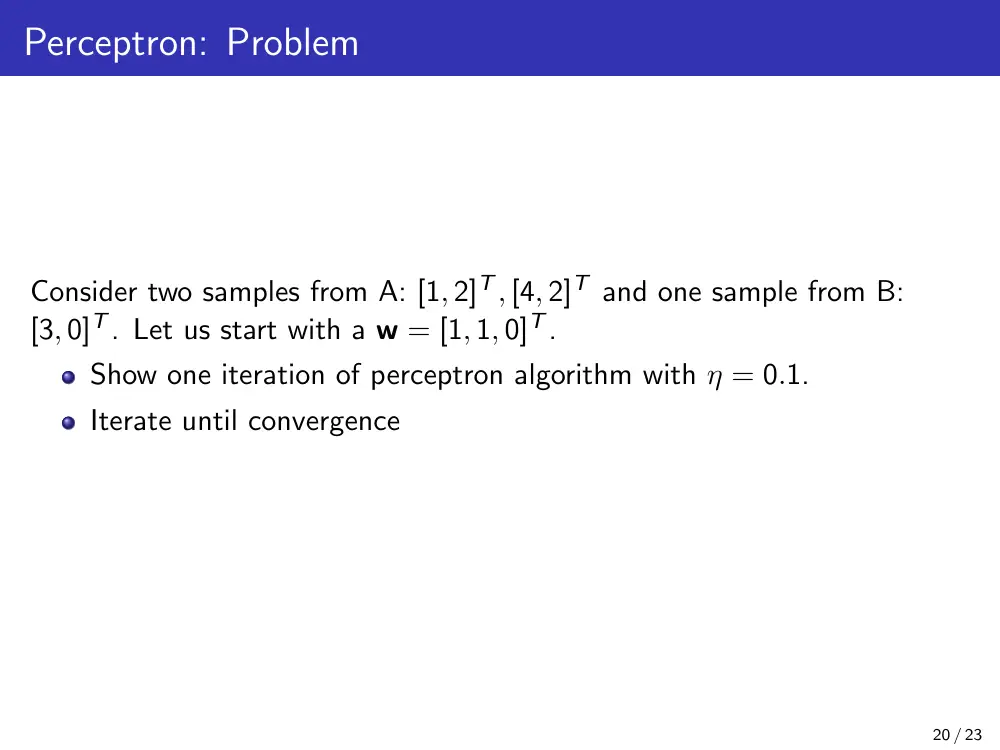 Perceptron: Problem
Consider two samples from A: [1, 2]^T, [4, 2]^T and one sample from B:
[3, 0]^T. Let us start with a w = [1, 1, 0]^T.
Show one iteration of perceptron algorithm with η = 0.1.
Iterate until convergence
20 / 23